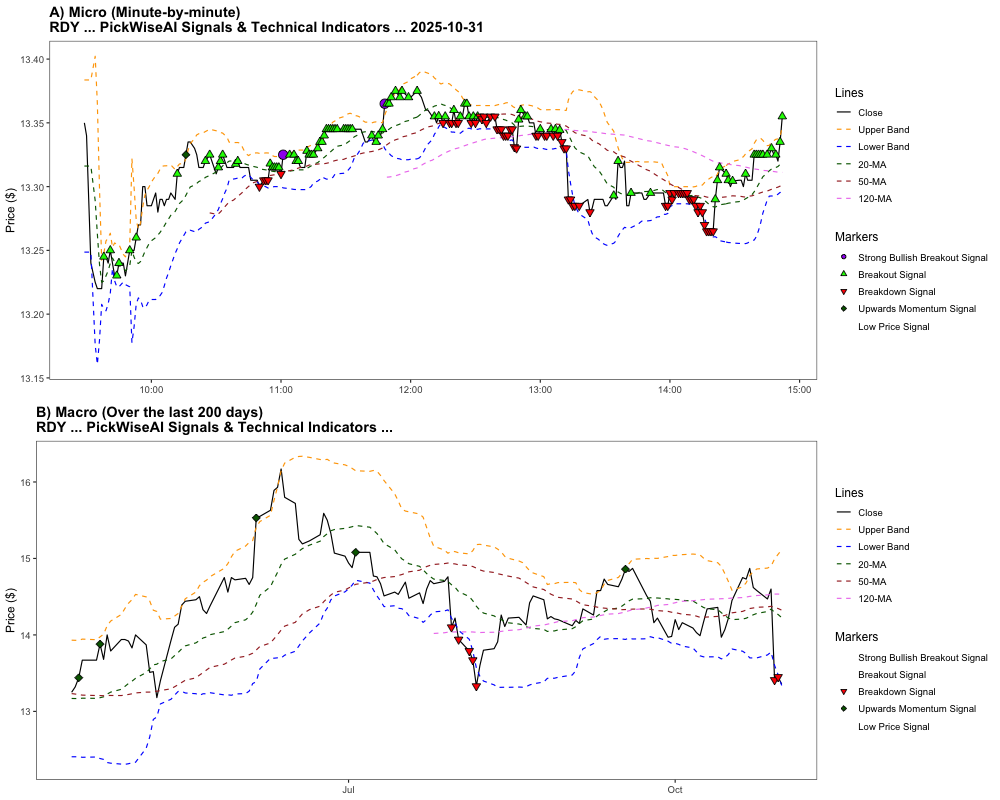 A) Micro (Minute-by-minute)
RDY ... PickWiseAI Signals & Technical Indicators ... 2025-10-31
Price ($)
13.40
13.35
13.30
13.25
13.20
13.15
10:00
11:00
12:00
13:00
14:00
15:00
Lines
Close
Upper Band
Lower Band
20-MA
50-MA
120-MA
Markers
Strong Bullish Breakout Signal
Breakout Signal
Breakdown Signal
Upwards Momentum Signal
Low Price Signal
B) Macro (Over the last 200 days)
RDY ... PickWiseAI Signals & Technical Indicators ...
Price ($)
16
15
14
13
Jul
Oct
Lines
Close
Upper Band
Lower Band
20-MA
50-MA
120-MA
Markers
Strong Bullish Breakout Signal
Breakout Signal
Breakdown Signal
Upwards Momentum Signal
Low Price Signal